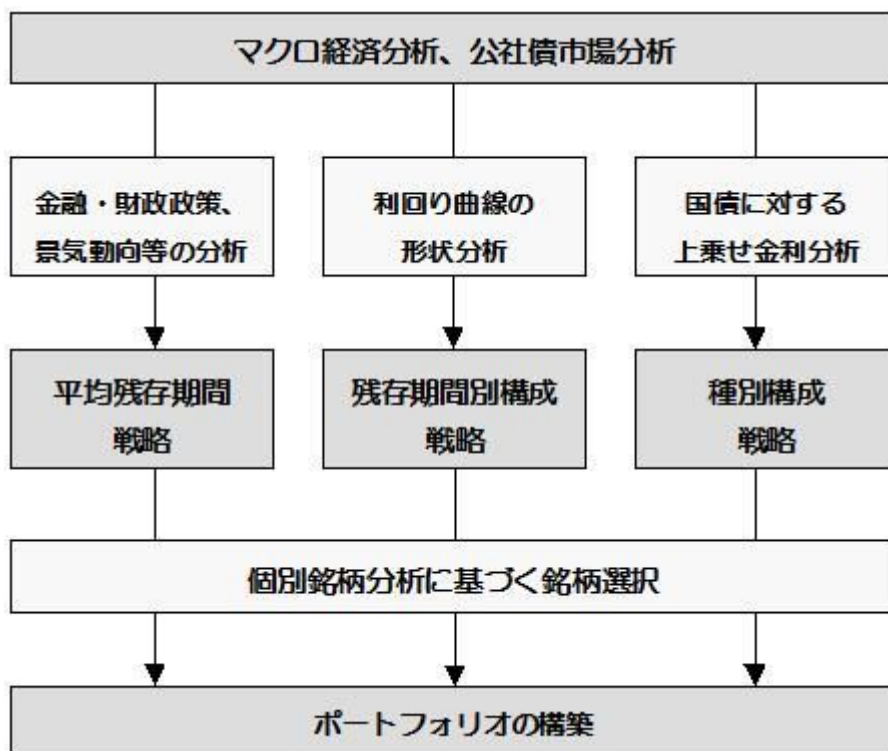 マクロ経済分析、公社債市場分析
金融・財政政策、
景気動向等の分析
利回り曲線の
形状分析
国債に対する
上乗せ金利分析
平均残存期間
戦略
残存期間別構成
戦略
種別構成
戦略
個別銘柄分析に基づく銘柄選択
ポートフォリオの構築